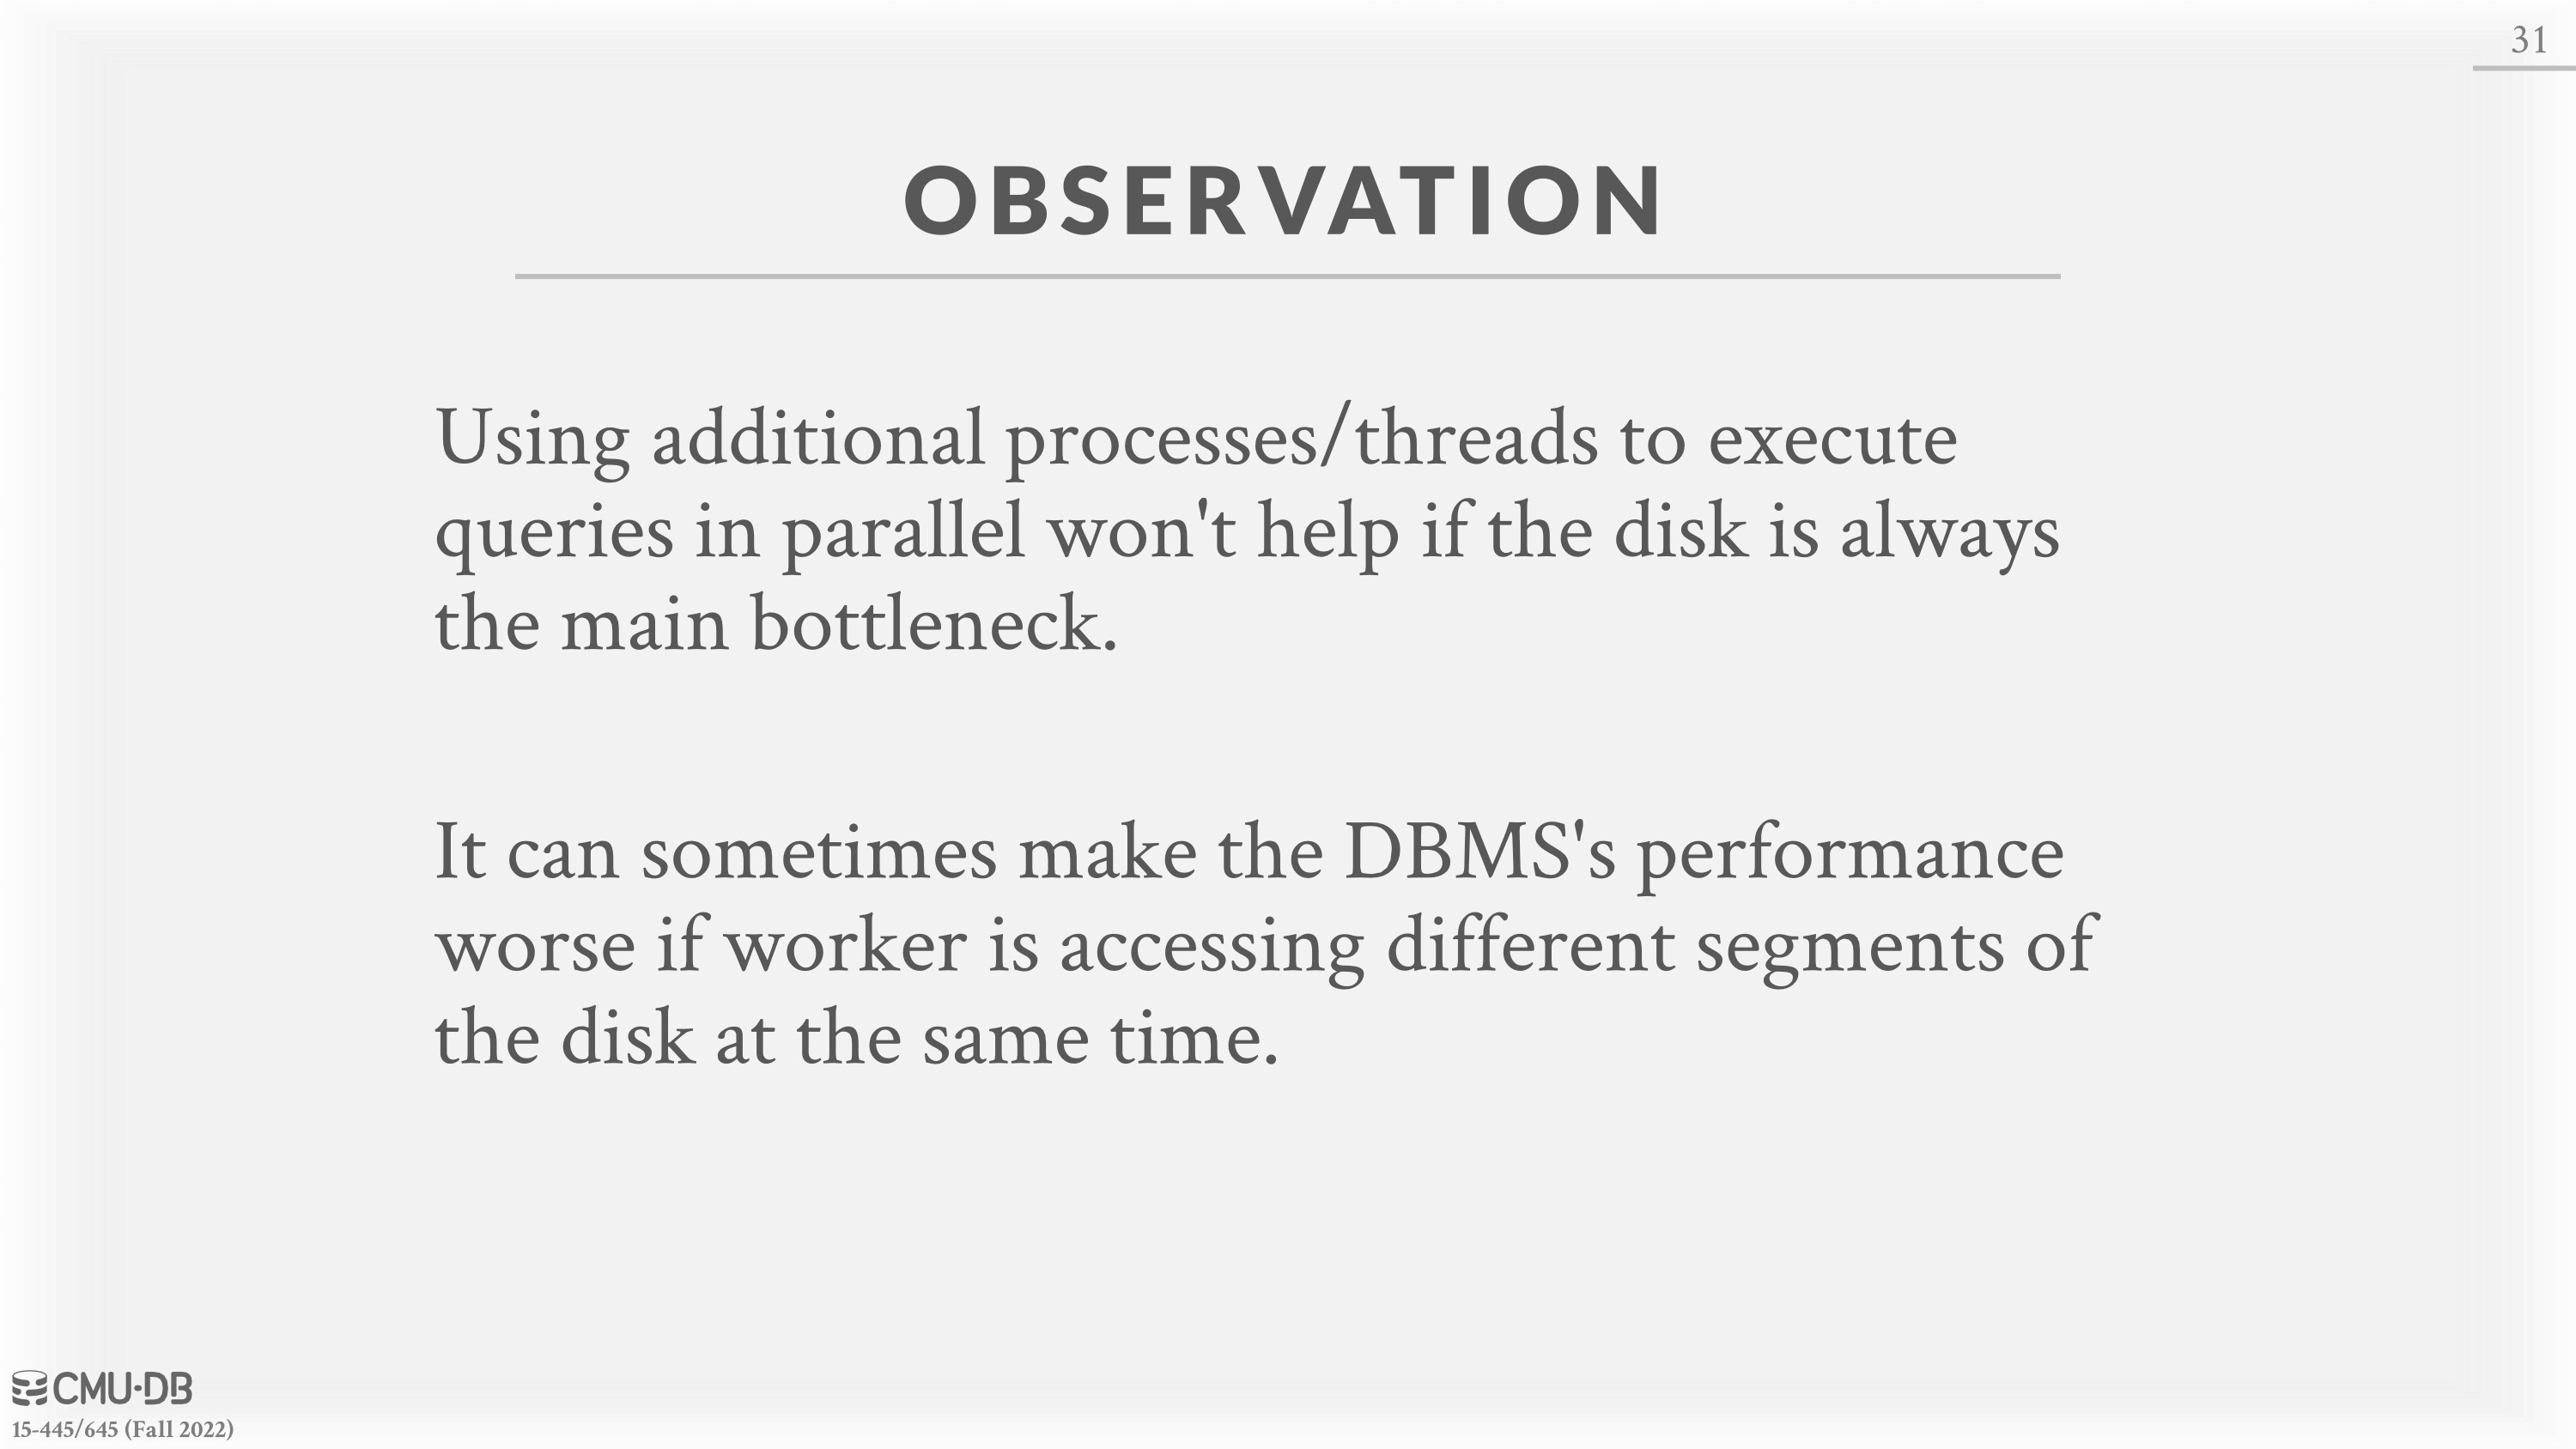 31
OBSERVATION
Using additional processes/threads to execute
queries in parallel won't help if the disk is always
the main bottleneck.
It can sometimes make the DBMS's performance
worse if worker is accessing different segments of
the disk at the same time.
CMU·DB
15-445/645 (Fall 2022)